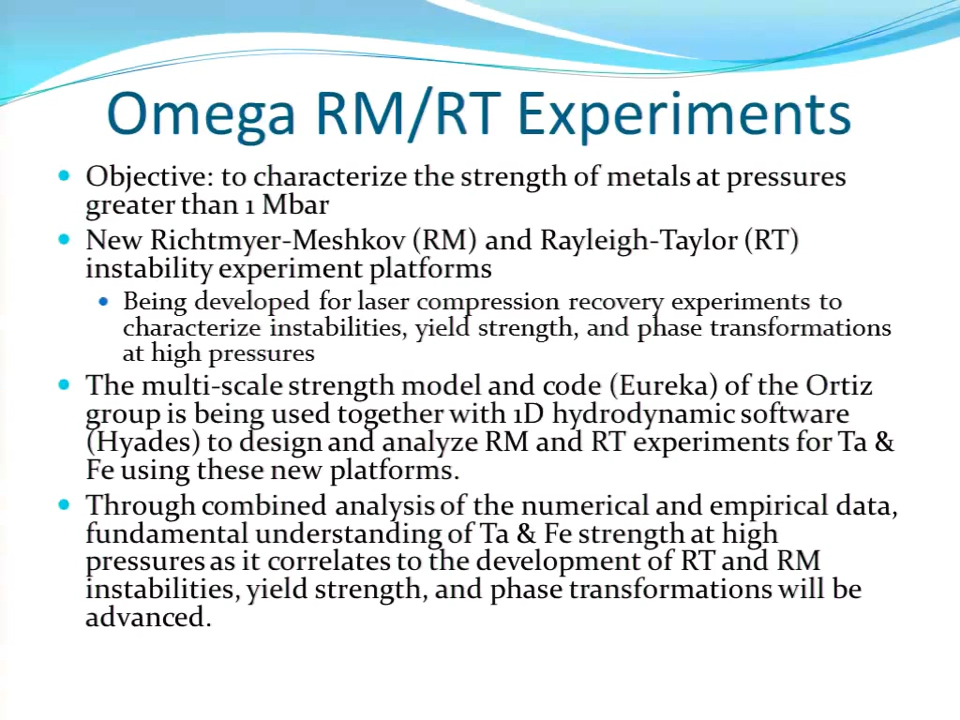 Omega RM/RT Experiments
Objective: to characterize the strength of metals at pressures
greater than 1 Mbar
New Richtmyer-Meshkov (RM) and Rayleigh-Taylor (RT)
instability experiment platforms
Being developed for laser compression recovery experiments to
characterize instabilities, yield strength, and phase transformations
at high pressures
The multi-scale strength model and code (Eureka) of the Ortiz
group is being used together with 1D hydrodynamic software
(Hyades) to design and analyze RM and RT experiments for Ta &
Fe using these new platforms.
Through combined analysis of the numerical and empirical data,
fundamental understanding of Ta & Fe strength at high
pressures as it correlates to the development of RT and RM
instabilities, yield strength, and phase transformations will be
advanced.